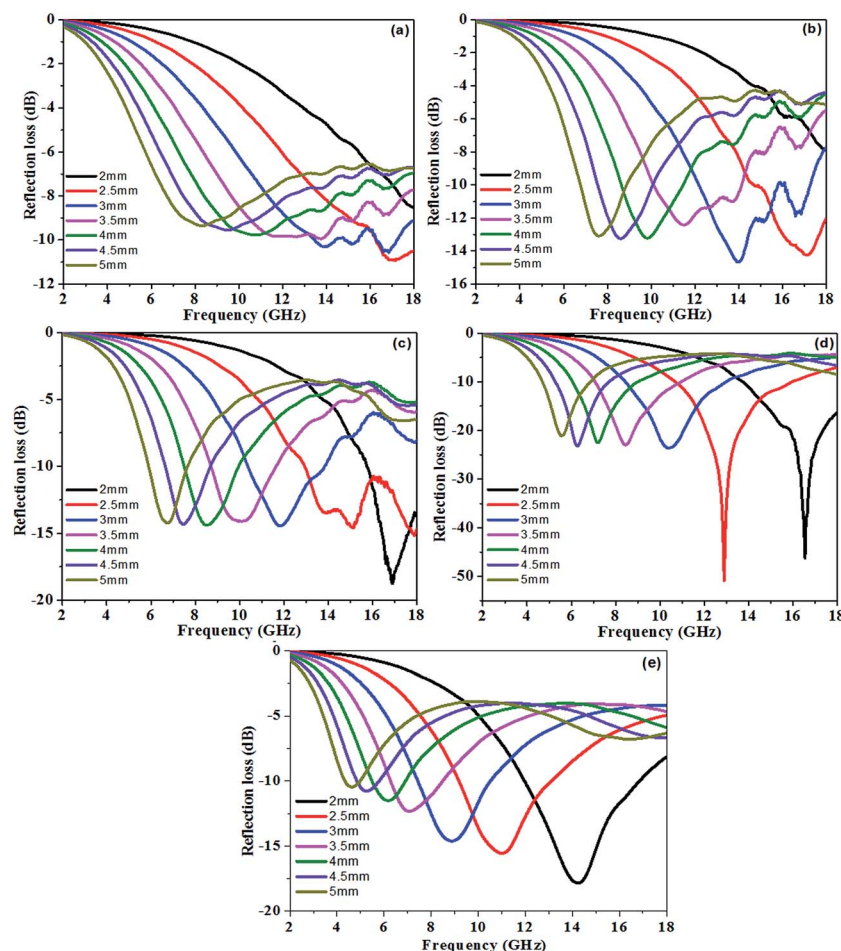 (a)
Reflection loss (dB)
0
-2
-4
-6
-8
-10
-12
2mm
2.5mm
3mm
3.5mm
4mm
4.5mm
5mm
2 4 6 8 10 12 14 16 18
Frequency (GHz)
(b)
Reflection loss (dB)
0
-2
-4
-6
-8
-10
-12
-14
-16
2mm
2.5mm
3mm
3.5mm
4mm
4.5mm
5mm
2 4 6 8 10 12 14 16 18
Frequency (GHz)
(c)
Reflection loss (dB)
0
-5
-10
-15
-20
2mm
2.5mm
3mm
3.5mm
4mm
4.5mm
5mm
2 4 6 8 10 12 14 16 18
Frequency (GHz)
(d)
Reflection loss (dB)
0
-10
-20
-30
-40
-50
2mm
2.5mm
3mm
3.5mm
4mm
4.5mm
5mm
2 4 6 8 10 12 14 16 18
Frequency (GHz)
(e)
Reflection loss (dB)
0
-5
-10
-15
-20
2mm
2.5mm
3mm
3.5mm
4mm
4.5mm
5mm
2 4 6 8 10 12 14 16 18
Frequency (GHz)